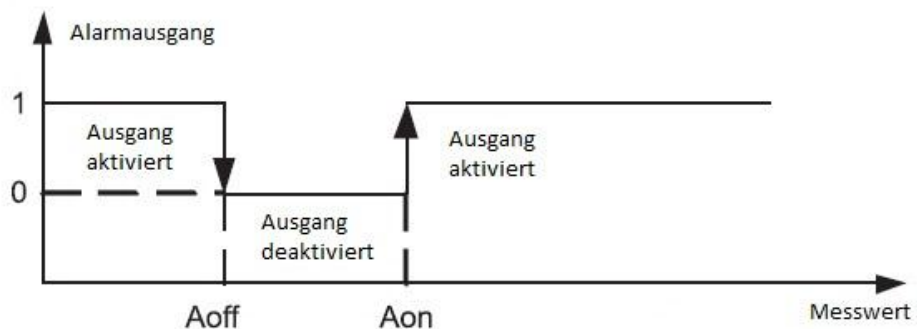 Alarmausgang
1
Ausgang
aktiviert
Ausgang
aktiviert
0
Ausgang
deaktiviert
Aoff
Aon
Messwert